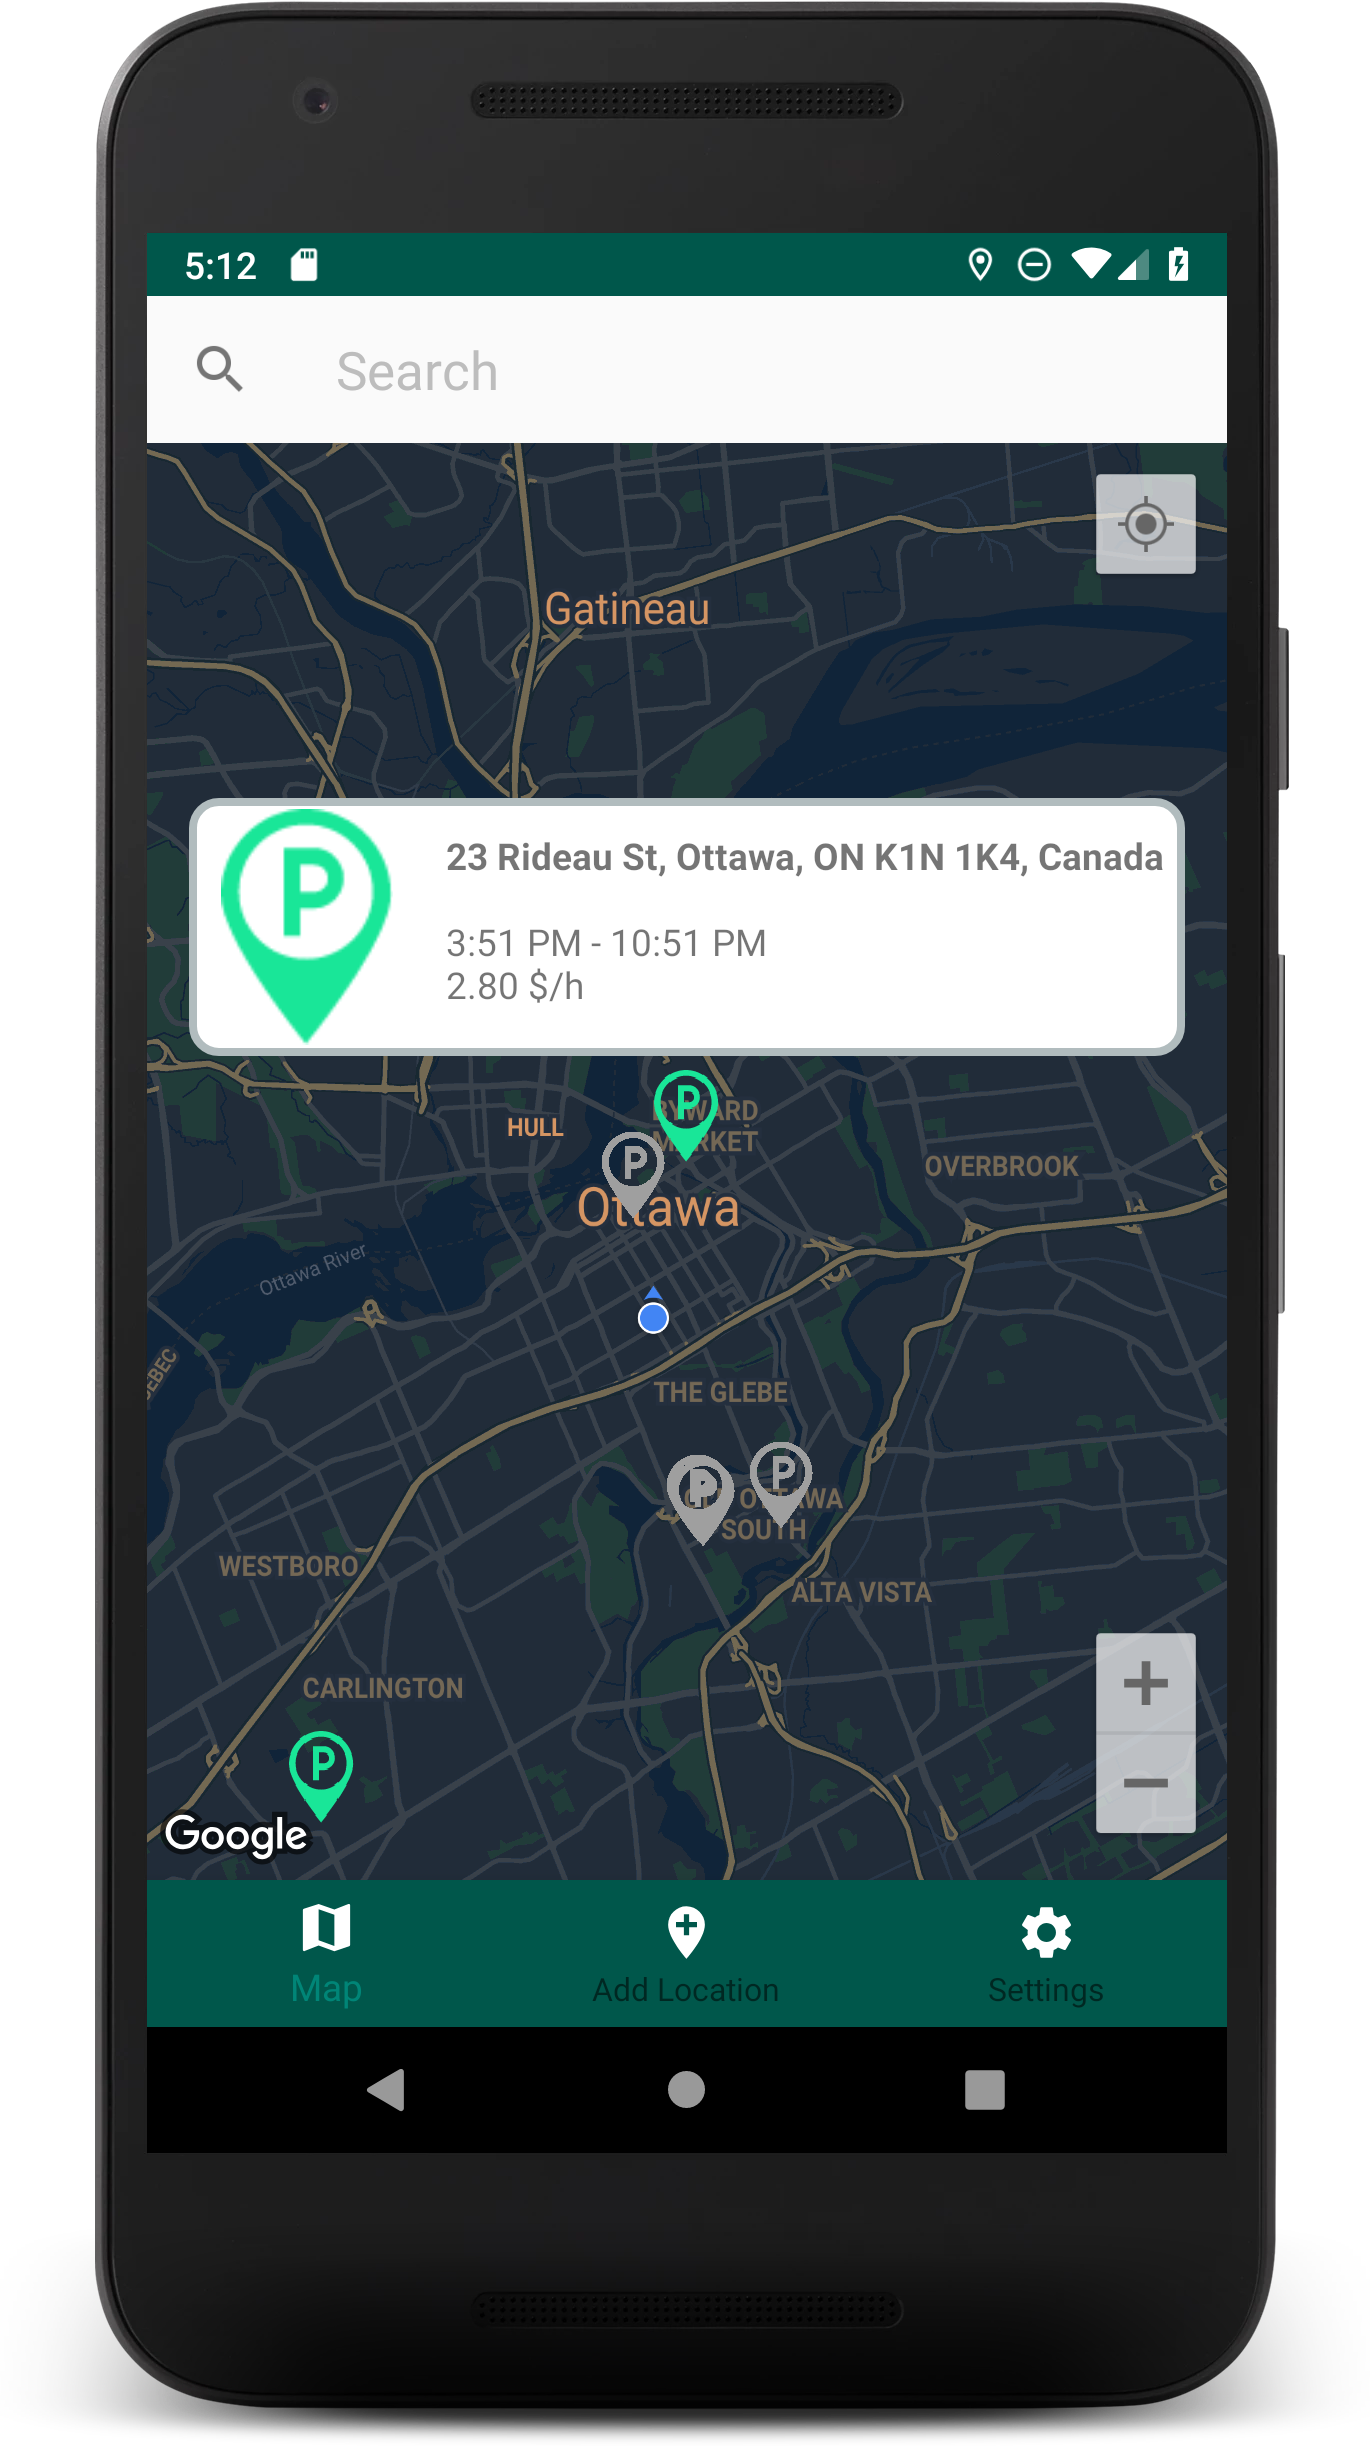 5:12
Search
Gatineau
P
23 Rideau St, Ottawa, ON K1N 1K4, Canada
3:51 PM - 10:51 PM
2.80 $/h
P
BYWARD
MARKET
HULL
P
OVERBROOK
Ottawa
Ottawa River
THE GLEBE
P
P
OLD OTTAWA
SOUTH
WESTBORO
ALTA VISTA
CARLINGTON
P
Google
Map
Add Location
Settings